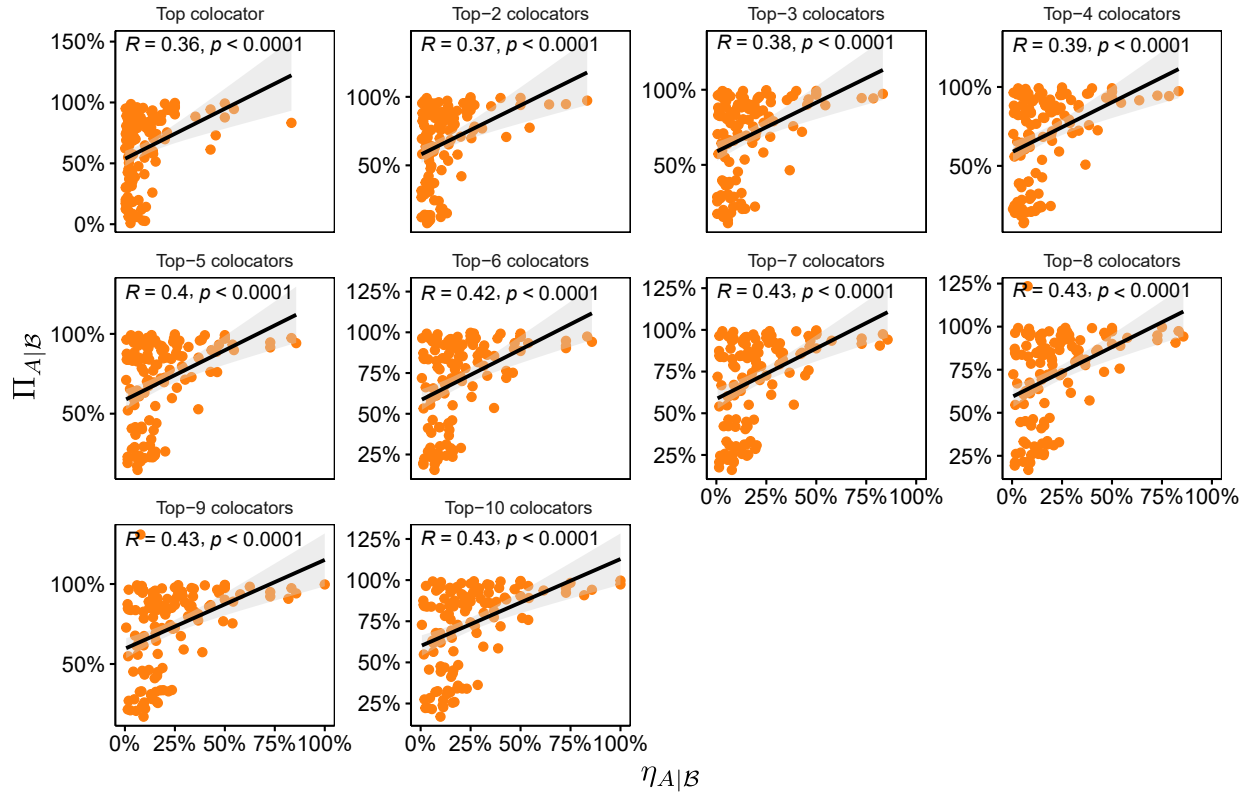 Top colocator
Top−2 colocators
Top−3 colocators
Top−4 colocators
150%
100%
50%
0%
R = 0.36, p < 0.0001
100%
50%
R = 0.37, p < 0.0001
100%
50%
R = 0.38, p < 0.0001
100%
50%
R = 0.39, p < 0.0001
Top−5 colocators
Top−6 colocators
Top−7 colocators
Top−8 colocators
100%
50%
R = 0.4, p < 0.0001
125%
100%
75%
50%
25%
R = 0.42, p < 0.0001
125%
100%
75%
50%
25%
R = 0.43, p < 0.0001
0% 25% 50% 75% 100%
125%
100%
75%
50%
25%
R = 0.43, p < 0.0001
0% 25% 50% 75% 100%
Top−9 colocators
Top−10 colocators
100%
50%
R = 0.43, p < 0.0001
0% 25% 50% 75% 100%
125%
100%
75%
50%
25%
R = 0.43, p < 0.0001
0% 25% 50% 75% 100%
Π_{A|ℬ}
η_{A|ℬ}